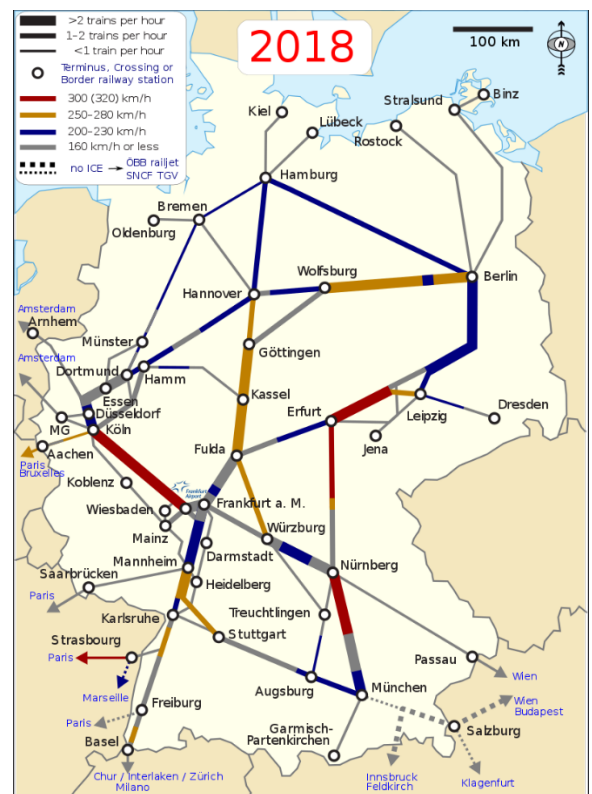 >2 trains per hour
1–2 trains per hour
<1 train per hour
Terminus, Crossing or
Border railway station
300 (320) km/h
250–280 km/h
200–230 km/h
160 km/h or less
no ICE → ÖBB railjet
SNCF TGV
2018
100 km
N
Binz
Stralsund
Kiel
Lübeck
Rostock
Hamburg
Bremen
Oldenburg
Wolfsburg
Berlin
Hannover
Amsterdam
Arnhem
Münster
Göttingen
Amsterdam
Dortmund
Hamm
Essen
Kassel
Düsseldorf
Erfurt
Leipzig
Dresden
MG
Köln
Jena
Aachen
Fulda
Paris
Bruxelles
Koblenz
Frankfurt
Airport
Frankfurt a. M.
Wiesbaden
Mainz
Würzburg
Darmstadt
Mannheim
Nürnberg
Saarbrücken
Heidelberg
Paris
Karlsruhe
Treuchtlingen
Stuttgart
Strasbourg
Paris
Passau
Wien
Marseille
Augsburg
München
Freiburg
Wien
Budapest
Paris
Salzburg
Garmisch-
Partenkirchen
Basel
Innsbruck
Feldkirch
Klagenfurt
Chur / Interlaken / Zürich
Milano